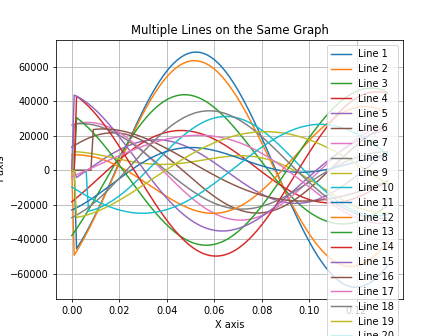 Multiple Lines on the Same Graph
60000
40000
20000
0
−20000
−40000
−60000
0.00
0.02
0.04
0.06
0.08
0.10
X axis
Line 1
Line 2
Line 3
Line 4
Line 5
Line 6
Line 7
Line 8
Line 9
Line 10
Line 11
Line 12
Line 13
Line 14
Line 15
Line 16
Line 17
Line 18
Line 19
Line 20